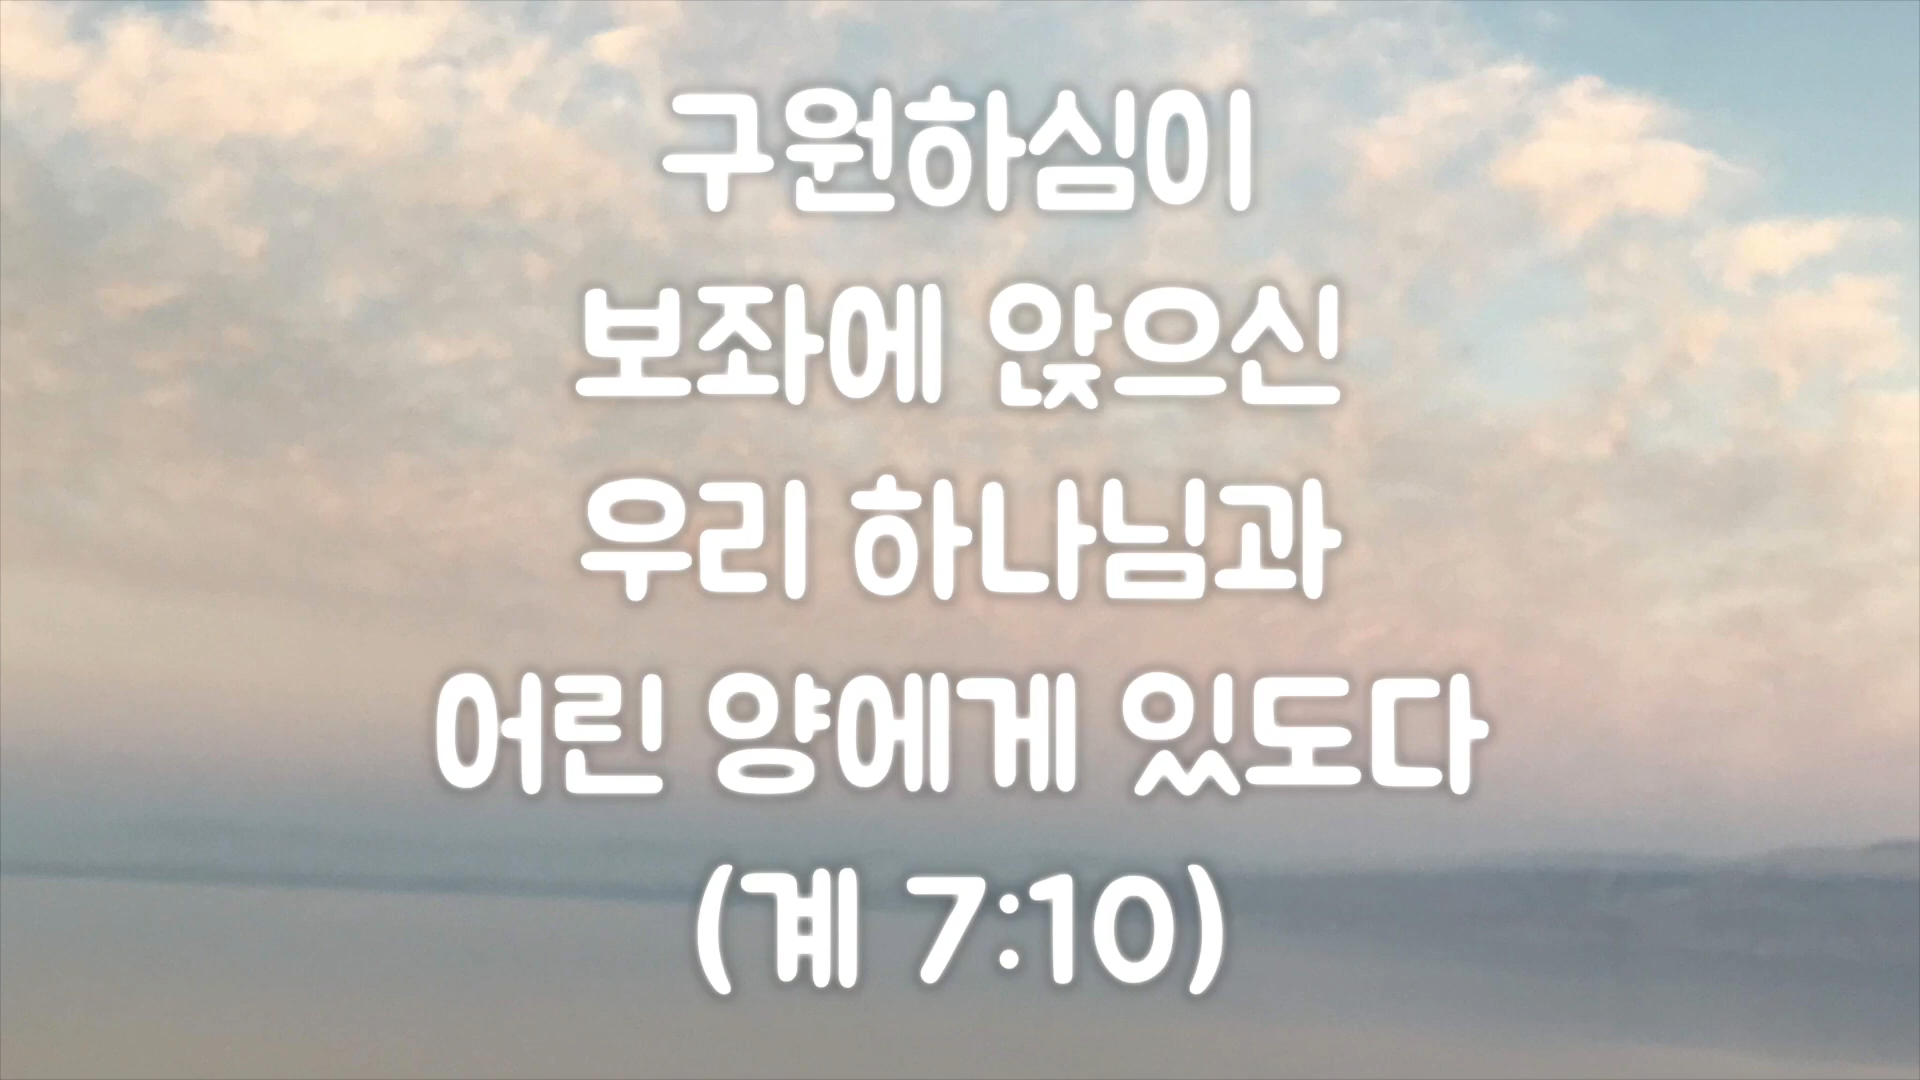 구원하심이
보좌에 앉으신
우리 하나님과
어린 양에게 있도다
(계 7:10)